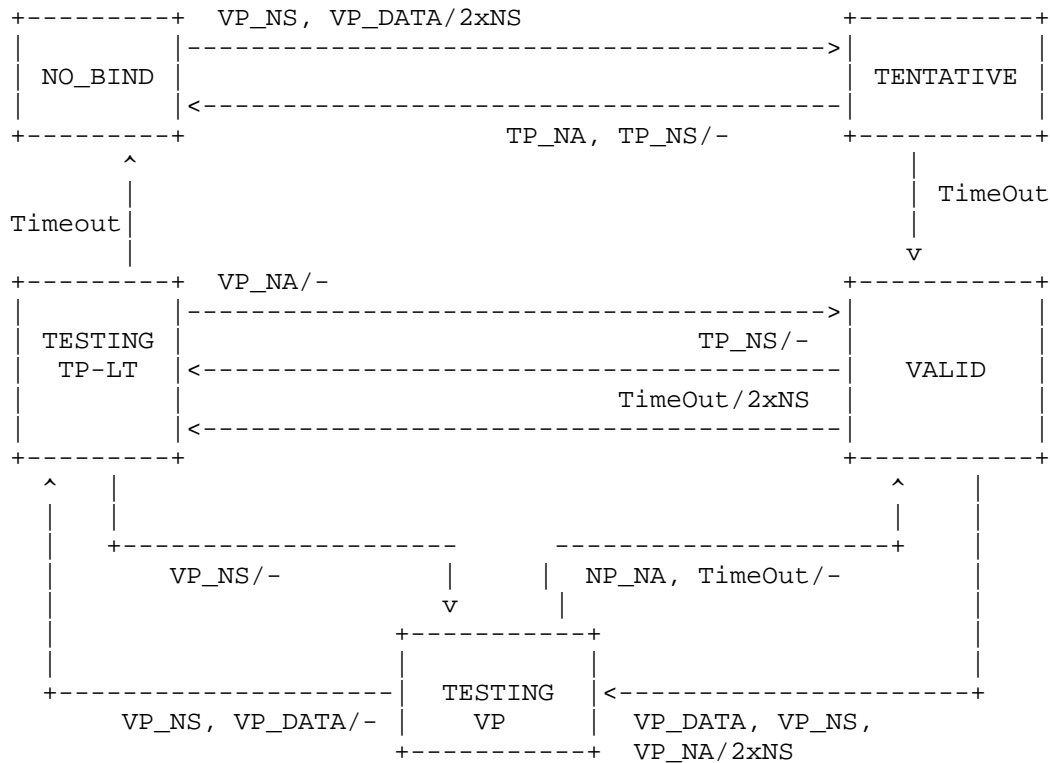 VP_NS, VP_DATA/2xNS
NO_BIND
TENTATIVE
TP_NA, TP_NS/-
TimeOut
Timeout
VP_NA/-
TESTING
TP_NS/-
TP-LT
VALID
TimeOut/2xNS
VP_NS/-
NP_NA, TimeOut/-
TESTING
VP_NS, VP_DATA/-
VP
VP_DATA, VP_NS,
VP_NA/2xNS